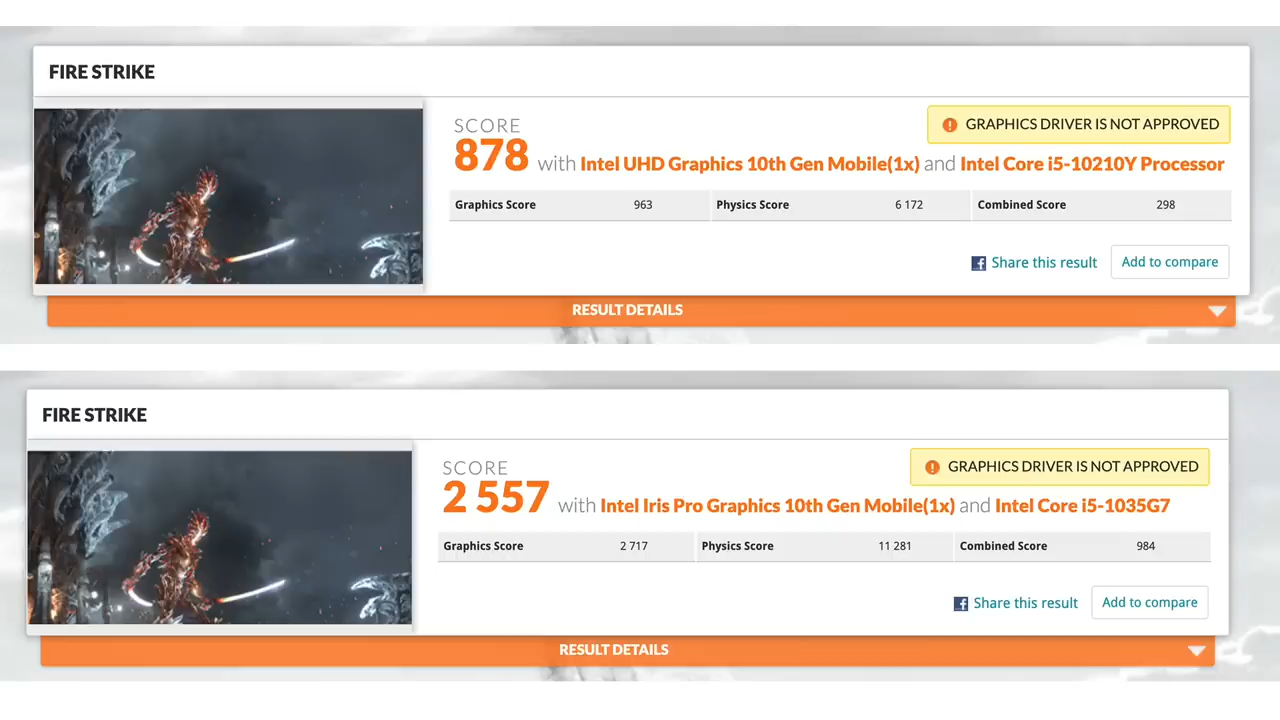 FIRE STRIKE
SCORE
GRAPHICS DRIVER IS NOT APPROVED
878 with Intel UHD Graphics 10th Gen Mobile(1x) and Intel Core i5-10210Y Processor
Graphics Score 963 Physics Score 6 172 Combined Score 298
Share this result Add to compare
RESULT DETAILS
FIRE STRIKE
SCORE
GRAPHICS DRIVER IS NOT APPROVED
2 557 with Intel Iris Pro Graphics 10th Gen Mobile(1x) and Intel Core i5-1035G7
Graphics Score 2 717 Physics Score 11 281 Combined Score 984
Share this result Add to compare
RESULT DETAILS